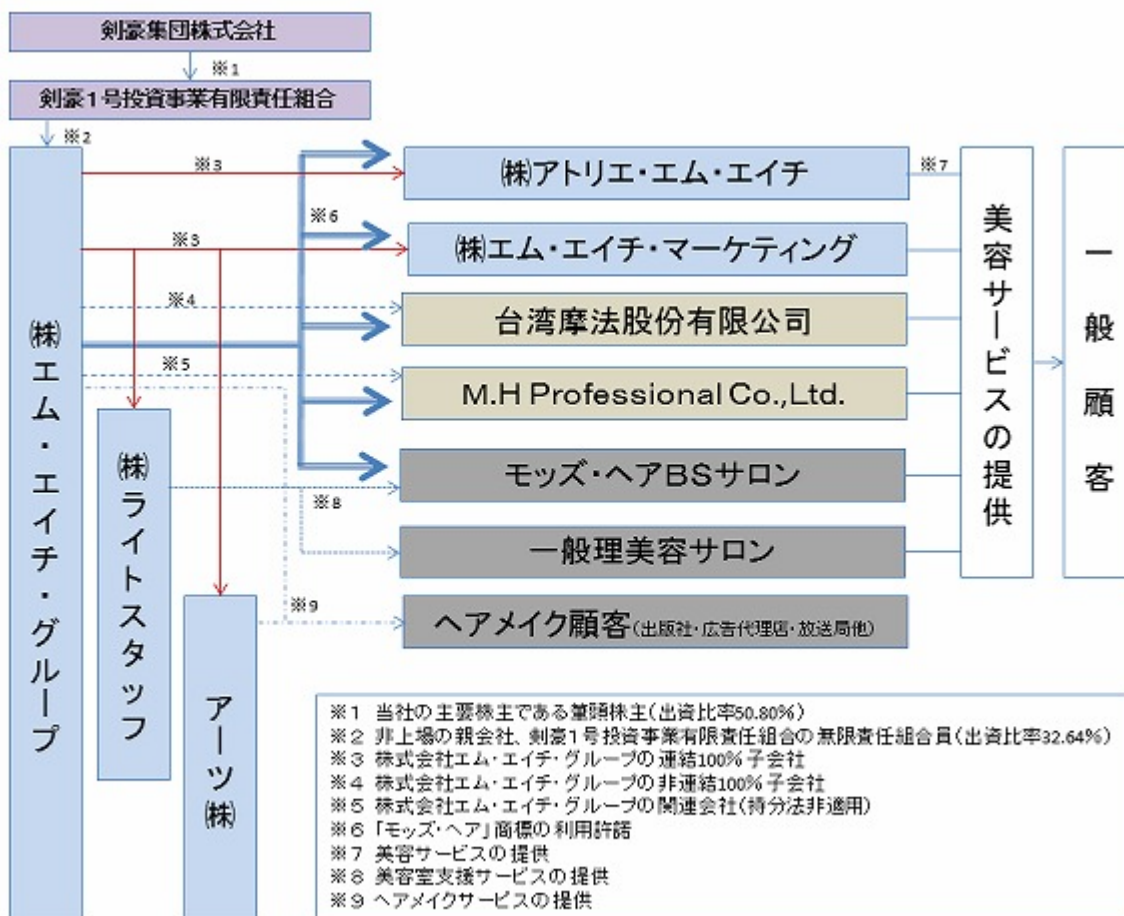 剣豪集団株式会社
※1
剣豪1号投資事業有限責任組合
※2
㈱エム・エイチ・グループ
※3
㈱アトリエ・エム・エイチ
※7
※6
※3
㈱エム・エイチ・マーケティング
※4
台湾摩法股份有限公司
※5
M.H Professional Co.,Ltd.
㈱ライトスタッフ
モッズ・ヘアBSサロン
※8
一般理美容サロン
アーツ㈱
※9
ヘアメイク顧客(出版社・広告代理店・放送局他)
美容サービスの提供
一般顧客
※1 当社の主要株主である筆頭株主(出資比率50.80%)
※2 非上場の親会社、剣豪1号投資事業有限責任組合の無限責任組合員(出資比率32.64%)
※3 株式会社エム・エイチ・グループの連結100%子会社
※4 株式会社エム・エイチ・グループの非連結100%子会社
※5 株式会社エム・エイチ・グループの関連会社(持分法非適用)
※6 「モッズ・ヘア」商標の利用許諾
※7 美容サービスの提供
※8 美容室支援サービスの提供
※9 ヘアメイクサービスの提供